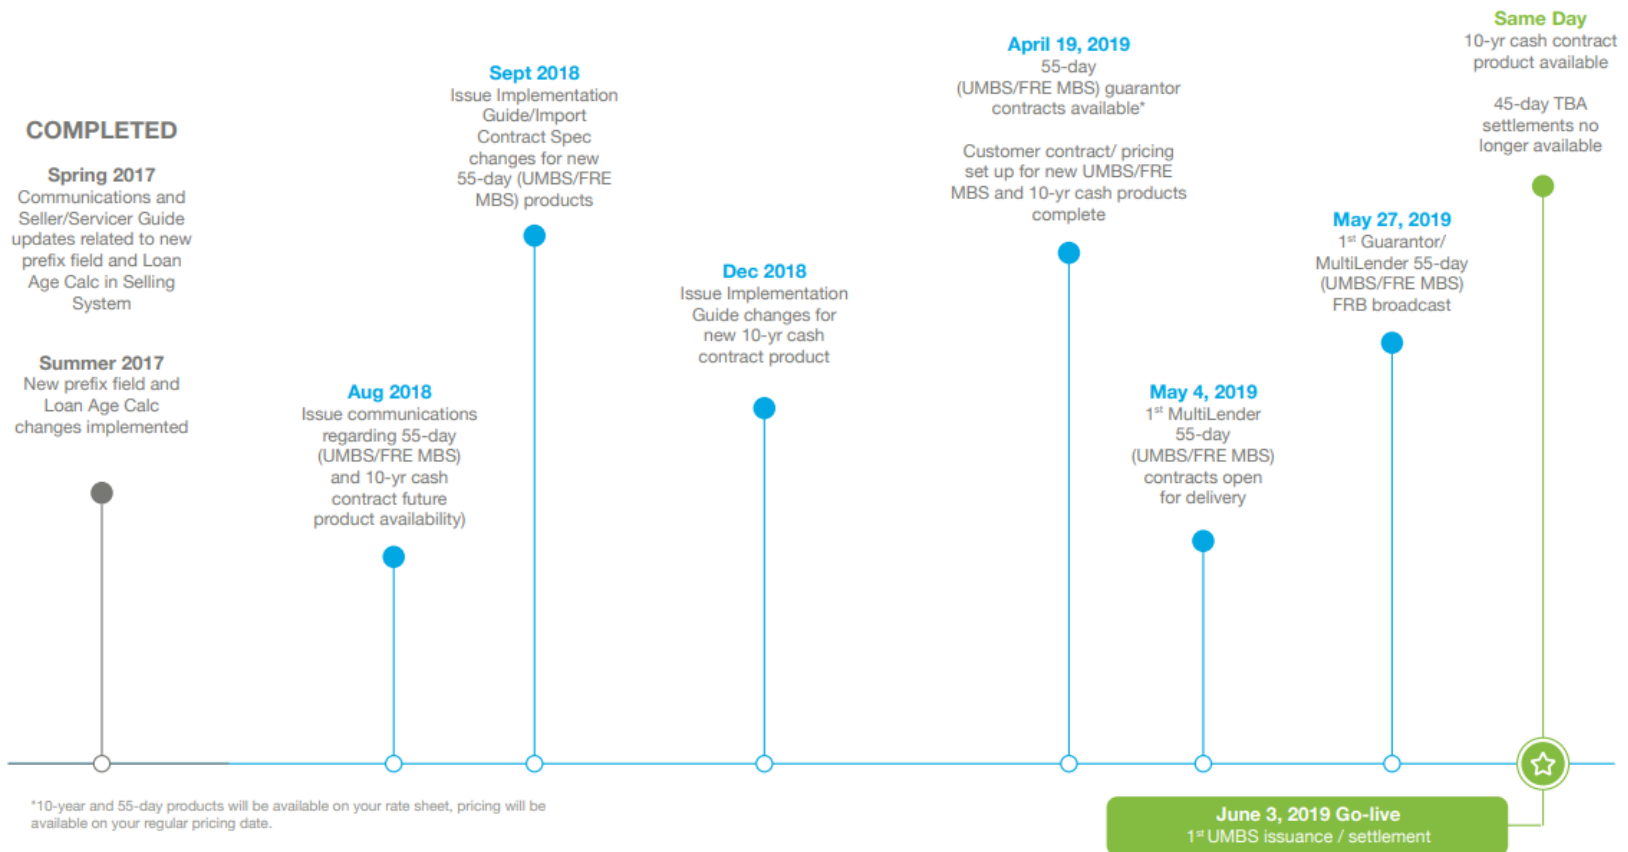 COMPLETED
Spring 2017
Communications and
Seller/Servicer Guide
updates related to new
prefix field and Loan
Age Calc in Selling
System
Summer 2017
New prefix field and
Loan Age Calc
changes implemented
Aug 2018
Issue communications
regarding 55-day
(UMBS/FRE MBS)
and 10-yr cash
contract future
product availability)
Sept 2018
Issue Implementation
Guide/Import
Contract Spec
changes for new
55-day (UMBS/FRE
MBS) products
Dec 2018
Issue Implementation
Guide changes for
new 10-yr cash
contract product
April 19, 2019
55-day
(UMBS/FRE MBS) guarantor
contracts available*
Customer contract/ pricing
set up for new UMBS/FRE
MBS and 10-yr cash products
complete
May 4, 2019
1st MultiLender
55-day
(UMBS/FRE MBS)
contracts open
for delivery
May 27, 2019
1st Guarantor/
MultiLender 55-day
(UMBS/FRE MBS)
FRB broadcast
Same Day
10-yr cash contract
product available
45-day TBA
settlements no
longer available
June 3, 2019 Go-live
1st UMBS issuance / settlement
*10-year and 55-day products will be available on your rate sheet, pricing will be
available on your regular pricing date.